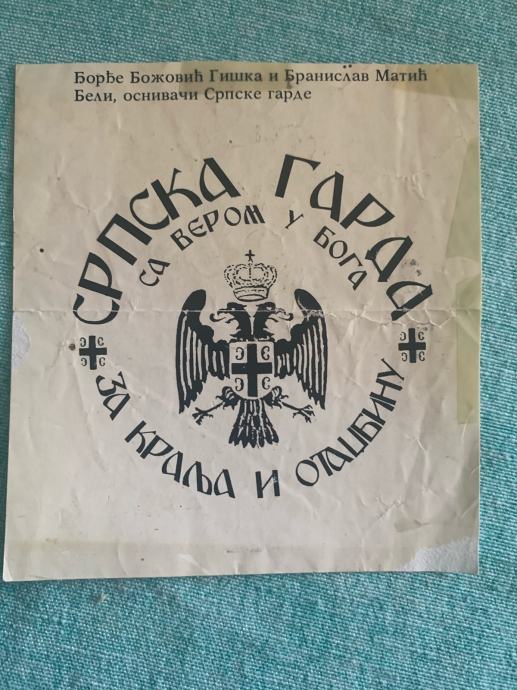 Ђорђе Божовић Гишка и Бранислав Матић
Бели, оснивачи Српске гарде
СРПСКА ГАРДА
СА ВЕРОМ У БОГА
ЗА КРАЉА И ОТАЏБИНУ